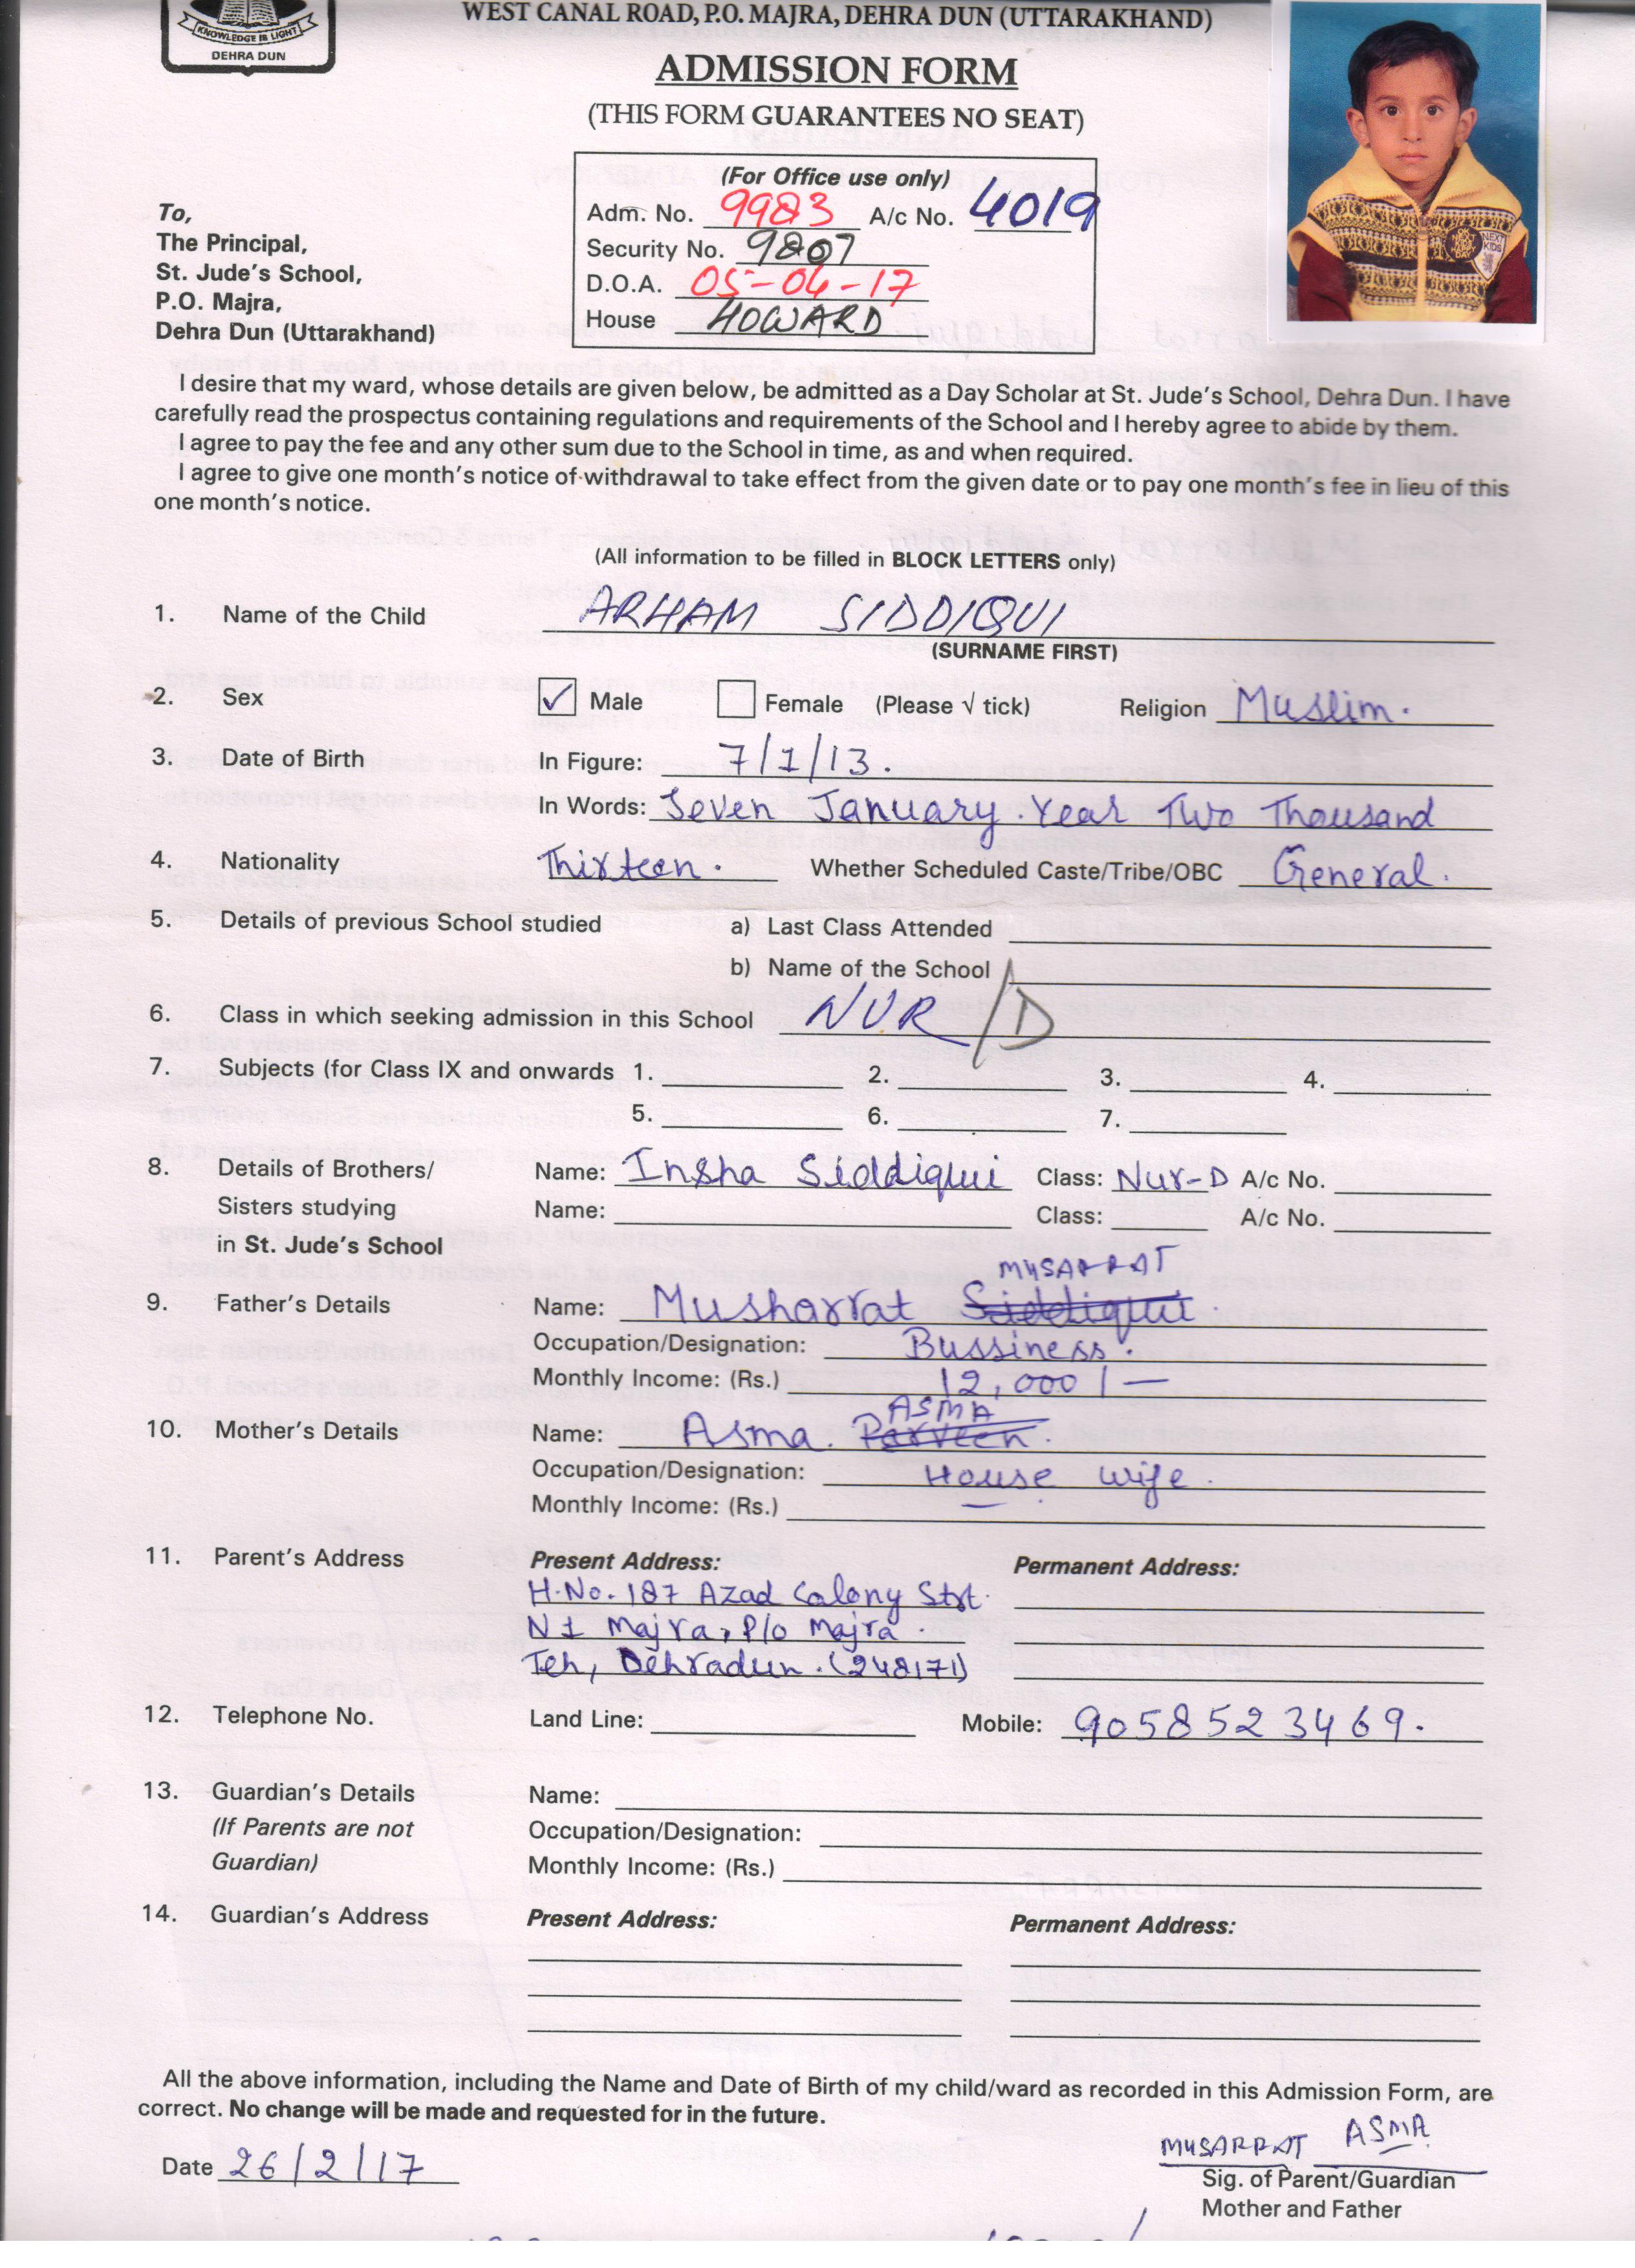 KNOWLEDGE IS LIGHT
DEHRA DUN
WEST CANAL ROAD, P.O. MAJRA, DEHRA DUN (UTTARAKHAND)
ADMISSION FORM
(THIS FORM GUARANTEES NO SEAT)
(For Office use only)
Adm. No. 9983 A/c No. 4019
Security No. 9807
D.O.A. 05-04-17
House HOWARD
To,
The Principal,
St. Jude's School,
P.O. Majra,
Dehra Dun (Uttarakhand)
NEXT KIDS
I desire that my ward, whose details are given below, be admitted as a Day Scholar at St. Jude's School, Dehra Dun. I have
carefully read the prospectus containing regulations and requirements of the School and I hereby agree to abide by them.
I agree to pay the fee and any other sum due to the School in time, as and when required.
I agree to give one month's notice of withdrawal to take effect from the given date or to pay one month's fee in lieu of this
one month's notice.
(All information to be filled in BLOCK LETTERS only)
1. Name of the Child ARHAM SIDDIQUI
(SURNAME FIRST)
2. Sex ✓ Male Female (Please √ tick) Religion Muslim.
3. Date of Birth In Figure: 7/1/13.
In Words: Seven January. Year Two Thousand
4. Nationality Thirteen. Whether Scheduled Caste/Tribe/OBC General.
5. Details of previous School studied a) Last Class Attended
b) Name of the School
6. Class in which seeking admission in this School NUR/D
7. Subjects (for Class IX and onwards 1. 2. 3. 4.
5. 6. 7.
8. Details of Brothers/ Name: Insha Siddiqui Class: Nur-D A/c No.
Sisters studying Name: Class: A/c No.
in St. Jude's School
MUSARRAT
9. Father's Details Name: Musharrat Siddiqui.
Occupation/Designation: Bussiness.
Monthly Income: (Rs.) 12,000/-
ASMA
10. Mother's Details Name: Asma. Parveen.
Occupation/Designation: House wife.
Monthly Income: (Rs.) —
11. Parent's Address Present Address: Permanent Address:
H.No. 187 Azad Colony Strt.
N 1 Majra, P/o Majra.
Teh, Dehradun. (248171)
12. Telephone No. Land Line: Mobile: 9058523469.
13. Guardian's Details Name:
(If Parents are not Occupation/Designation:
Guardian) Monthly Income: (Rs.)
14. Guardian's Address Present Address: Permanent Address:
All the above information, including the Name and Date of Birth of my child/ward as recorded in this Admission Form, are
correct. No change will be made and requested for in the future.
MUSARRAT ASMA
Date 26/2/17 Sig. of Parent/Guardian
Mother and Father